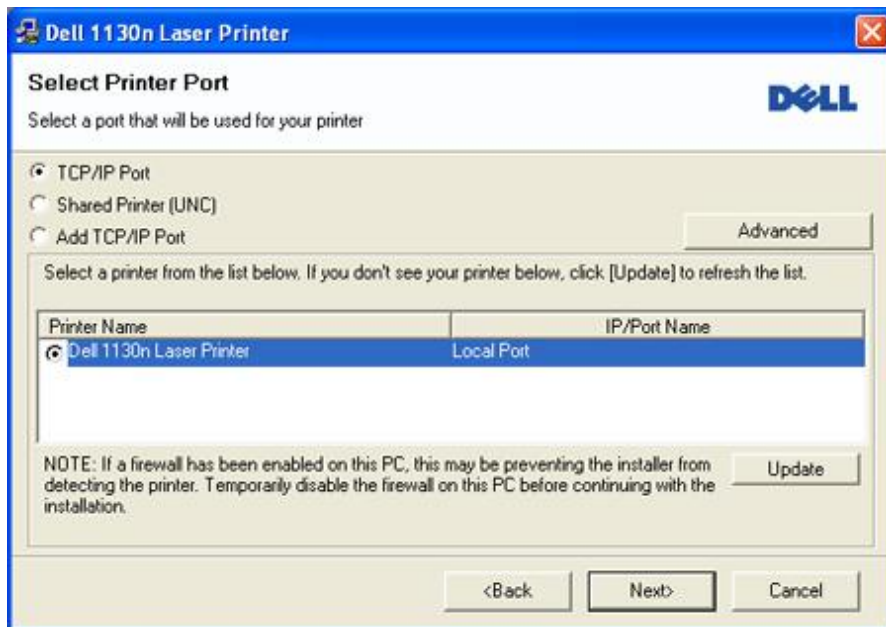 Dell 1130n Laser Printer
Select Printer Port
Select a port that will be used for your printer
DELL
TCP/IP Port
Shared Printer (UNC)
Add TCP/IP Port
Advanced
Select a printer from the list below. If you don't see your printer below, click [Update] to refresh the list.
Printer Name IP/Port Name
Dell 1130n Laser Printer Local Port
NOTE: If a firewall has been enabled on this PC, this may be preventing the installer from
detecting the printer. Temporarily disable the firewall on this PC before continuing with the
installation.
Update
<Back Next> Cancel